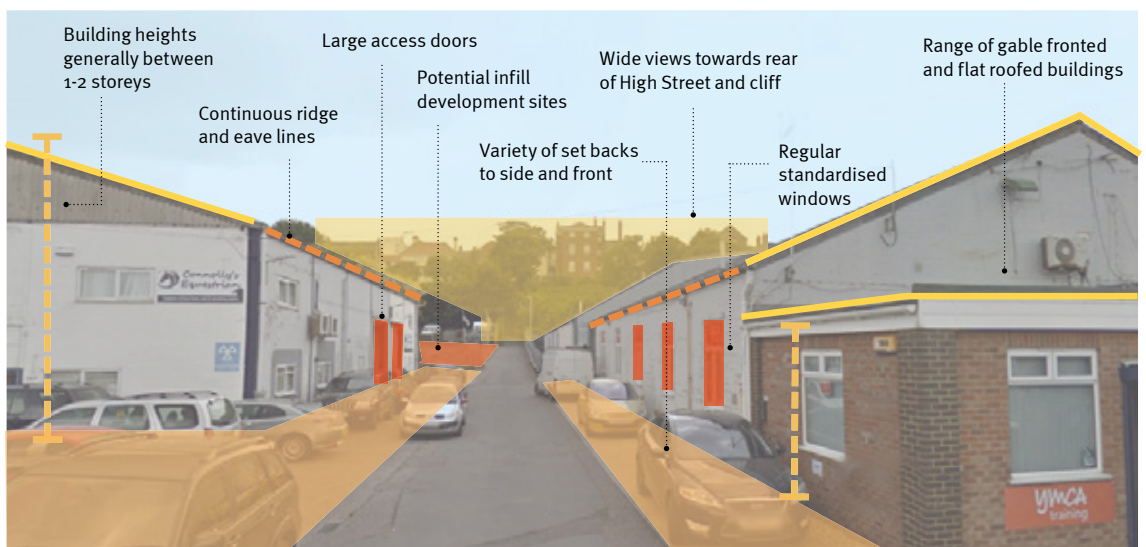 Building heights
generally between
1-2 storeys
Large access doors
Continuous ridge
and eave lines
Potential infill
development sites
Wide views towards rear
of High Street and cliff
Variety of set backs
to side and front
Regular
standardised
windows
Range of gable fronted
and flat roofed buildings
Connolly's
Equestrian
YMCA
training